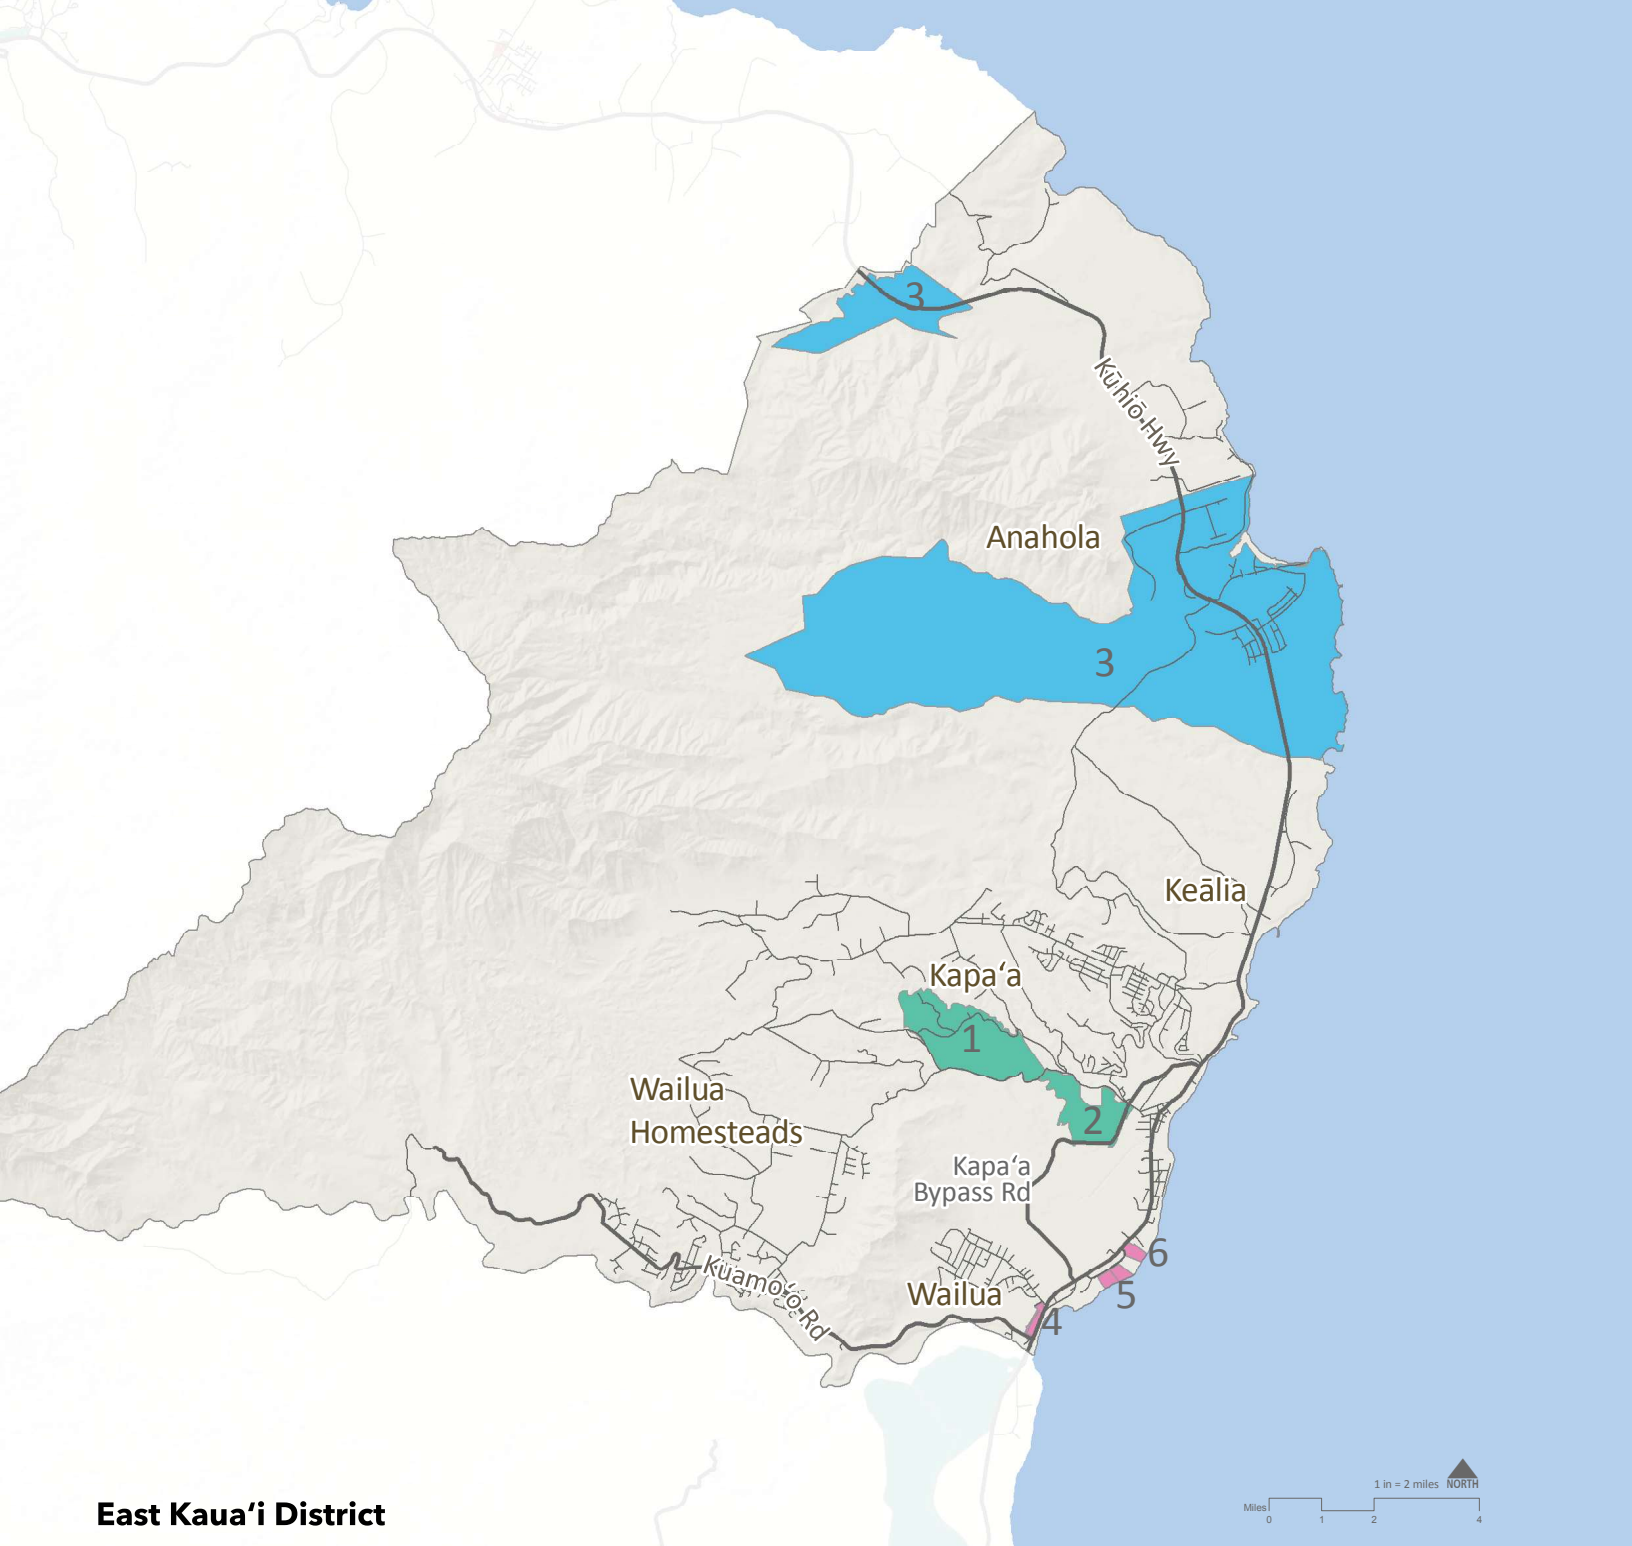 3
Kūhiō Hwy
Anahola
3
Keālia
Kapaʻa
1
Wailua
Homesteads
2
Kapaʻa
Bypass Rd
6
Kuamoʻo Rd
Wailua
5
4
1 in = 2 miles NORTH
Miles
0 1 2 4
East Kauaʻi District